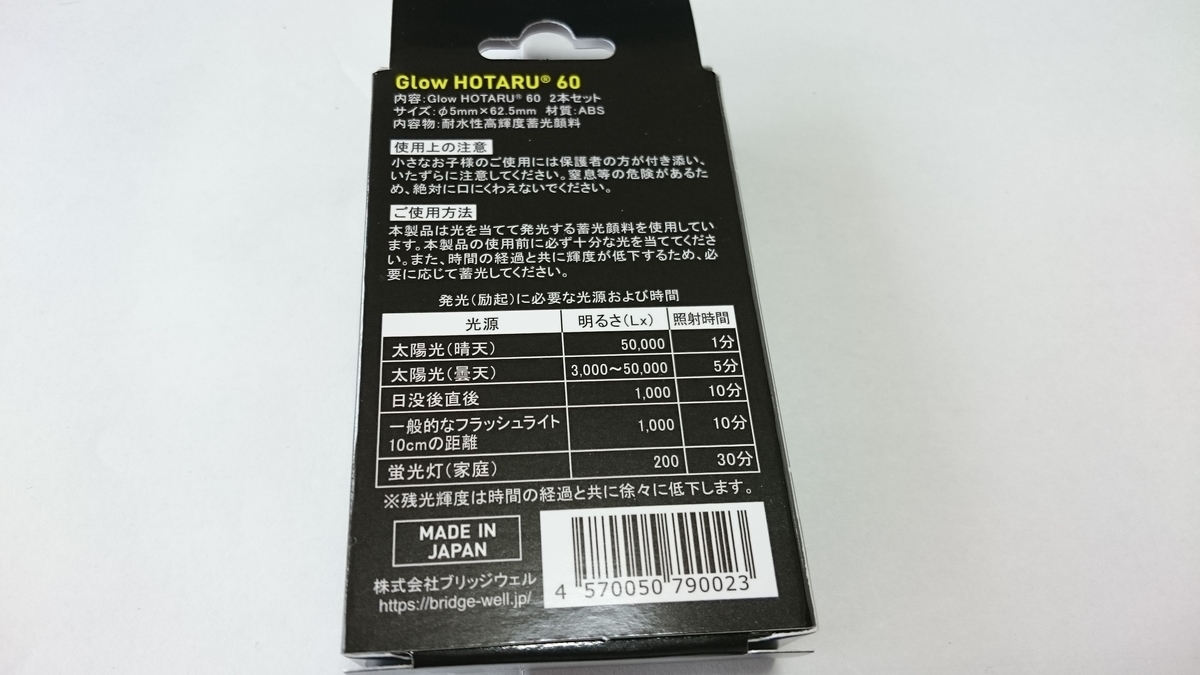 Glow HOTARU® 60
内容:Glow HOTARU® 60 2本セット
サイズ:φ5mm×62.5mm 材質:ABS
内容物:耐水性高輝度蓄光顔料
使用上の注意
小さなお子様のご使用には保護者の方が付き添い、
いたずらに注意してください。窒息等の危険があるた
め、絶対に口にくわえないでください。
ご使用方法
本製品は光を当てて発光する蓄光顔料を使用してい
ます。本製品の使用前に必ず十分な光を当ててくださ
い。また、時間の経過と共に輝度が低下するため、必
要に応じて蓄光してください。
発光(励起)に必要な光源および時間
光源 明るさ(Lx) 照射時間
太陽光(晴天) 50,000 1分
太陽光(曇天) 3,000〜50,000 5分
日没後直後 1,000 10分
一般的なフラッシュライト
10cmの距離 1,000 10分
蛍光灯(家庭) 200 30分
※残光輝度は時間の経過と共に徐々に低下します。
MADE IN
JAPAN
株式会社ブリッジウェル
https://bridge-well.jp/
4 570050 790023